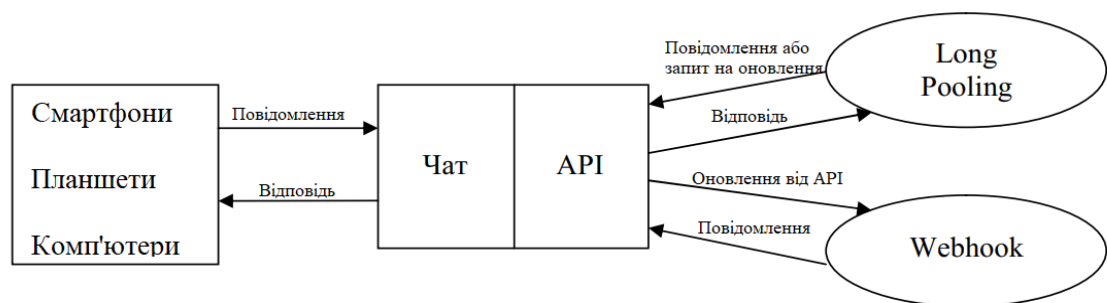 Смартфони
Планшети
Комп'ютери
Повідомлення
Відповідь
Чат
API
Повідомлення або
запит на оновлення
Відповідь
Оновлення від API
Повідомлення
Long
Pooling
Webhook